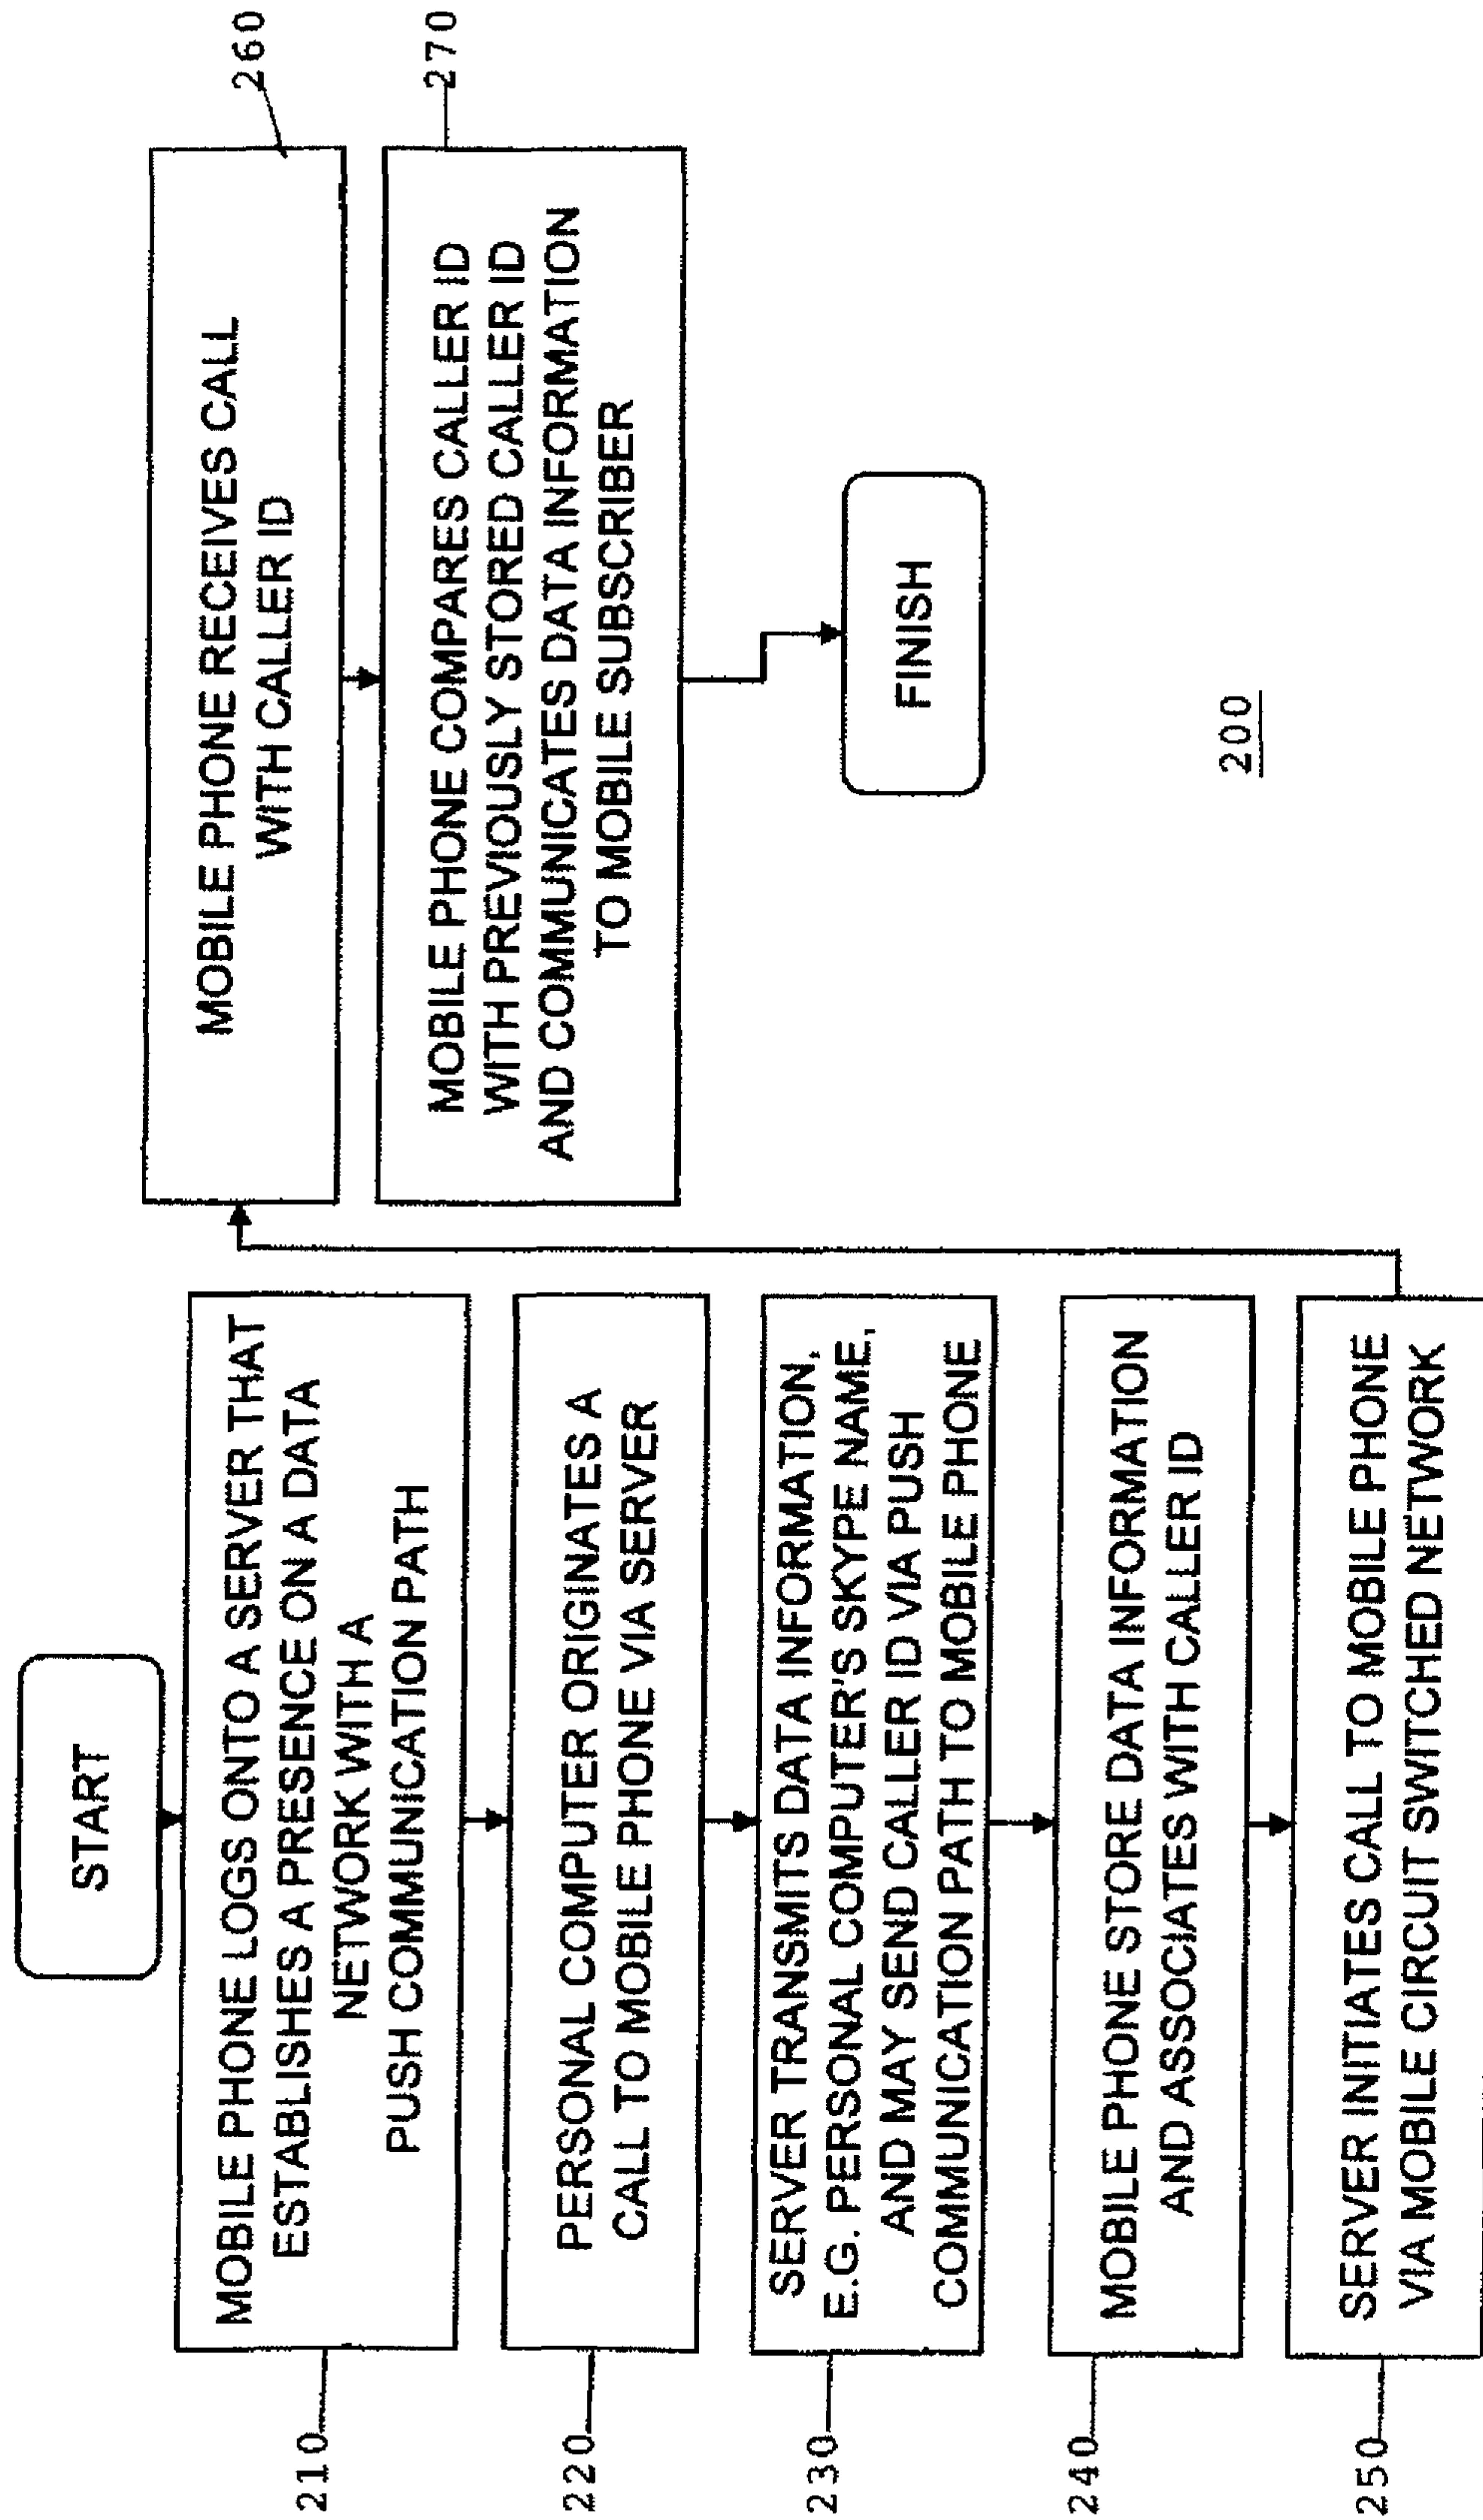 START
210
MOBILE PHONE LOGS ONTO A SERVER THAT
ESTABLISHES A PRESENCE ON A DATA
NETWORK WITH A
PUSH COMMUNICATION PATH
220
PERSONAL COMPUTER ORIGINATES A
CALL TO MOBILE PHONE VIA SERVER
230
SERVER TRANSMITS DATA INFORMATION,
E.G. PERSONAL COMPUTER'S SKYPE NAME,
AND MAY SEND CALLER ID VIA PUSH
COMMUNICATION PATH TO MOBILE PHONE
240
MOBILE PHONE STORE DATA INFORMATION
AND ASSOCIATES WITH CALLER ID
250
SERVER INITIATES CALL TO MOBILE PHONE
VIA MOBILE CIRCUIT SWITCHED NETWORK
260
MOBILE PHONE RECEIVES CALL
WITH CALLER ID
270
MOBILE PHONE COMPARES CALLER ID
WITH PREVIOUSLY STORED CALLER ID
AND COMMUNICATES DATA INFORMATION
TO MOBILE SUBSCRIBER
FINISH
200